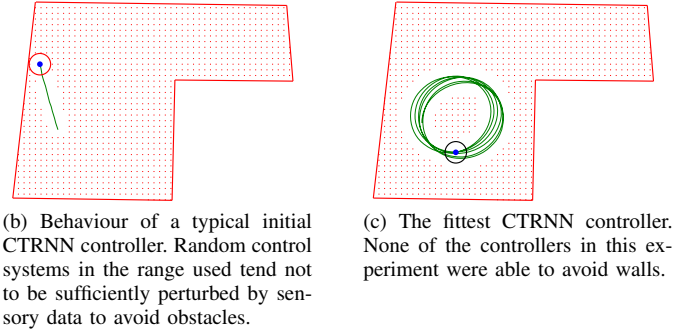 (b) Behaviour of a typical initial
CTRNN controller. Random control
systems in the range used tend not
to be sufficiently perturbed by sen-
sory data to avoid obstacles.
(c) The fittest CTRNN controller.
None of the controllers in this ex-
periment were able to avoid walls.